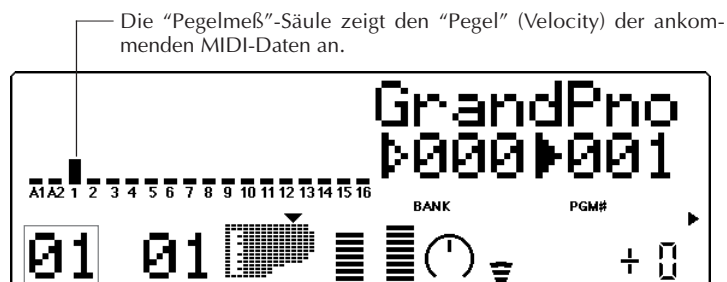 Die “Pegelmeß”-Säule zeigt den “Pegel” (Velocity) der ankom-
menden MIDI-Daten an.
GrandPno
000 001
A1 A2 1 2 3 4 5 6 7 8 9 10 11 12 13 14 15 16
BANK PGM#
01 01 + 0